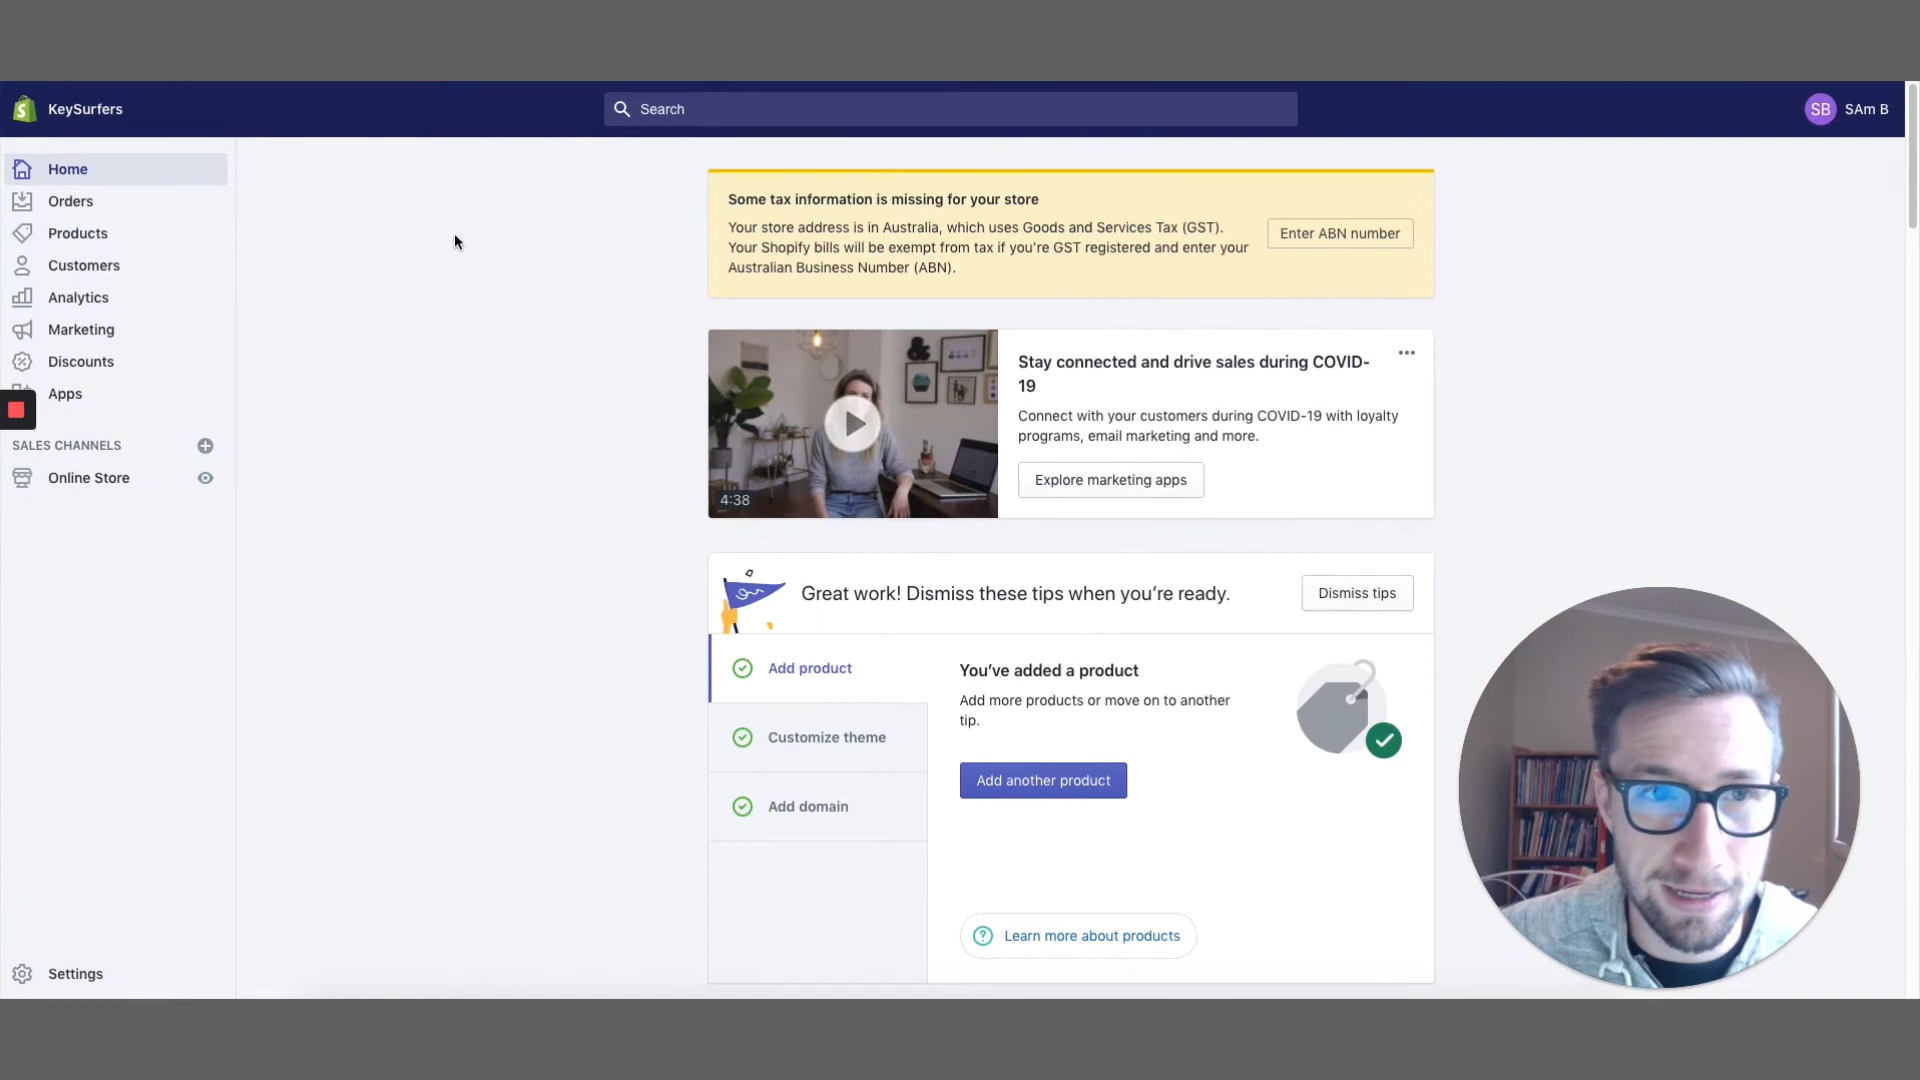 KeySurfers
Search
SB
SAm B
Home
Orders
Products
Customers
Analytics
Marketing
Discounts
Apps
SALES CHANNELS
Online Store
Settings
Some tax information is missing for your store
Your store address is in Australia, which uses Goods and Services Tax (GST).
Your Shopify bills will be exempt from tax if you’re GST registered and enter your
Australian Business Number (ABN).
Enter ABN number
4:38
Stay connected and drive sales during COVID-
19
Connect with your customers during COVID-19 with loyalty
programs, email marketing and more.
Explore marketing apps
Great work! Dismiss these tips when you’re ready.
Dismiss tips
Add product
Customize theme
Add domain
You’ve added a product
Add more products or move on to another
tip.
Add another product
Learn more about products